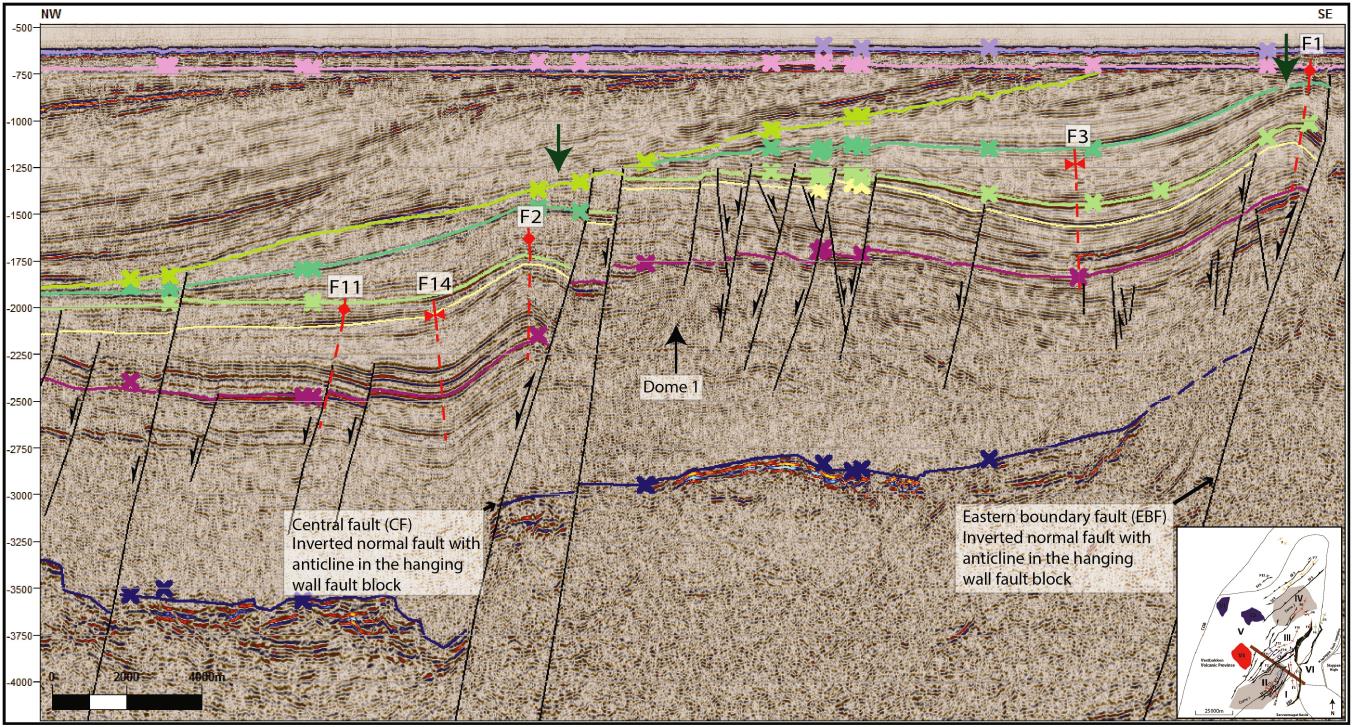 NW
SE
-500
-750
-1000
-1250
-1500
-1750
-2000
-2250
-2500
-2750
-3000
-3250
-3500
-3750
-4000
F1
F3
F2
F14
F11
Dome 1
Central fault (CF)
Inverted normal fault with
anticline in the hanging
wall fault block
Eastern boundary fault (EBF)
Inverted normal fault with
anticline in the hanging
wall fault block
0 2000 4000m
IV
V
III
VI
II
I
Vestbakken
Volcanic Province
25000m
N